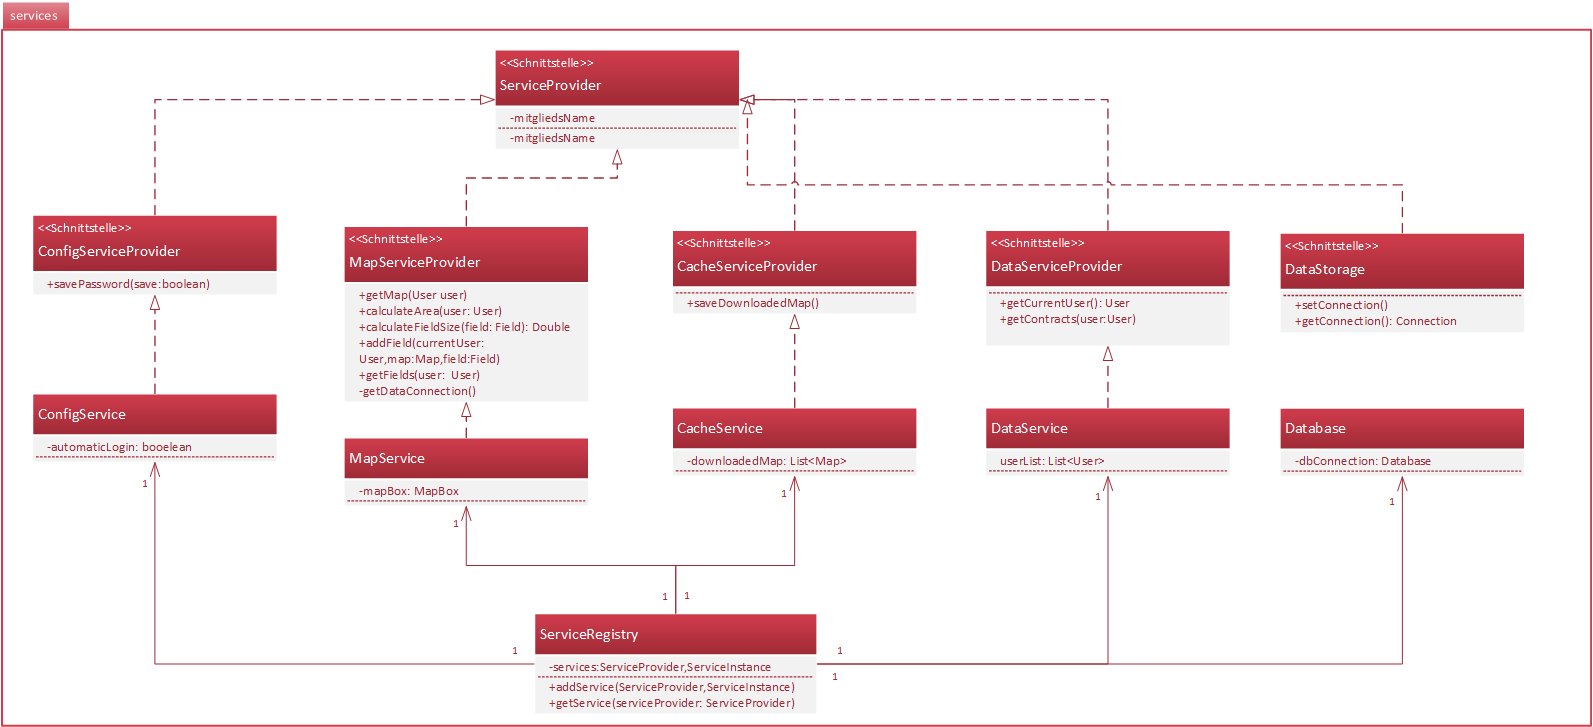 services
<<Schnittstelle>>
ServiceProvider
-mitgliedsName
-mitgliedsName
<<Schnittstelle>>
ConfigServiceProvider
+savePassword(save:boolean)
<<Schnittstelle>>
MapServiceProvider
+getMap(User user)
+calculateArea(user: User)
+calculateFieldSize(field: Field): Double
+addField(currentUser:
User,map:Map,field:Field)
+getFields(user: User)
-getDataConnection()
<<Schnittstelle>>
CacheServiceProvider
+saveDownloadedMap()
<<Schnittstelle>>
DataServiceProvider
+getCurrentUser(): User
+getContracts(user:User)
<<Schnittstelle>>
DataStorage
+setConnection()
+getConnection(): Connection
ConfigService
-automaticLogin: booelean
MapService
-mapBox: MapBox
CacheService
-downloadedMap: List<Map>
DataService
userList: List<User>
Database
-dbConnection: Database
1
1
1
1
1
1
1
1
1
1
ServiceRegistry
-services:ServiceProvider,ServiceInstance
+addService(ServiceProvider,ServiceInstance)
+getService(serviceProvider: ServiceProvider)